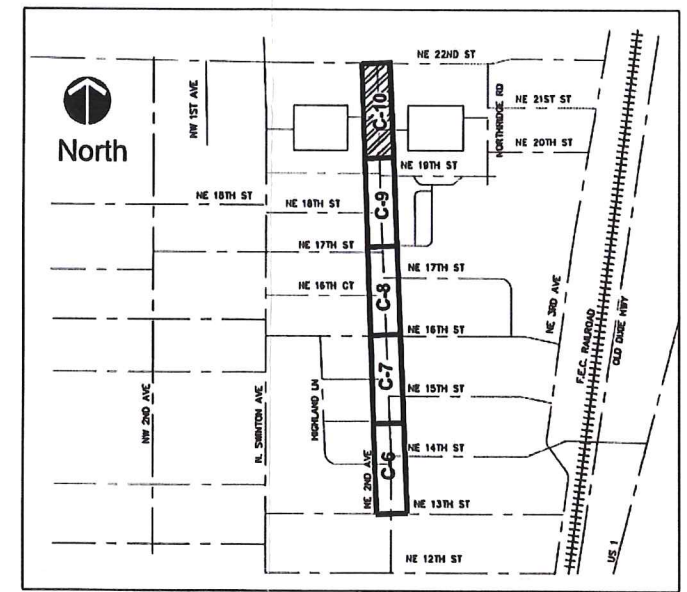 NE 22ND ST
NW 1ST AVE
NORTHRIDGE RD
NE 21ST ST
C-10
North
NE 20TH ST
NE 19TH ST
NE 18TH ST
NE 18TH ST
C-9
NE 17TH ST
NE 17TH ST
C-8
NE 16TH CT
NE 3RD AVE
F.E.C. RAILROAD
OLD DIXIE HWY
NE 16TH ST
C-7
HIGHLAND LN
NE 15TH ST
NW 2ND AVE
N. SWINTON AVE
NE 14TH ST
C-6
NE 2ND AVE
NE 13TH ST
NE 12TH ST
US 1